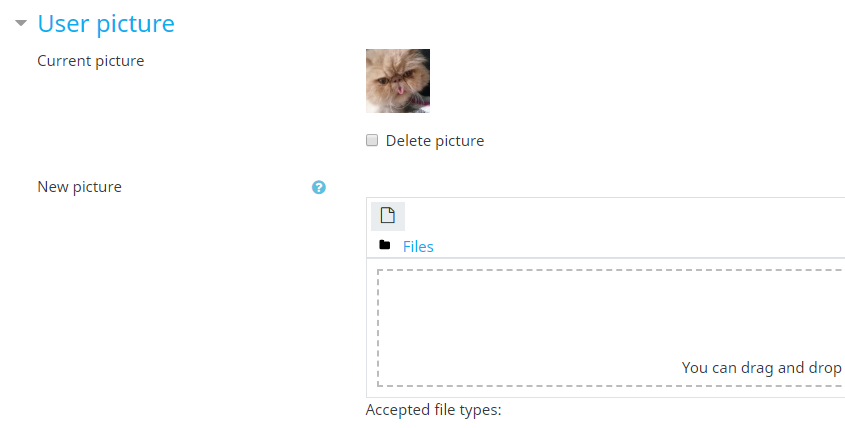 User picture
Current picture
Delete picture
New picture
Files
You can drag and drop
Accepted file types: